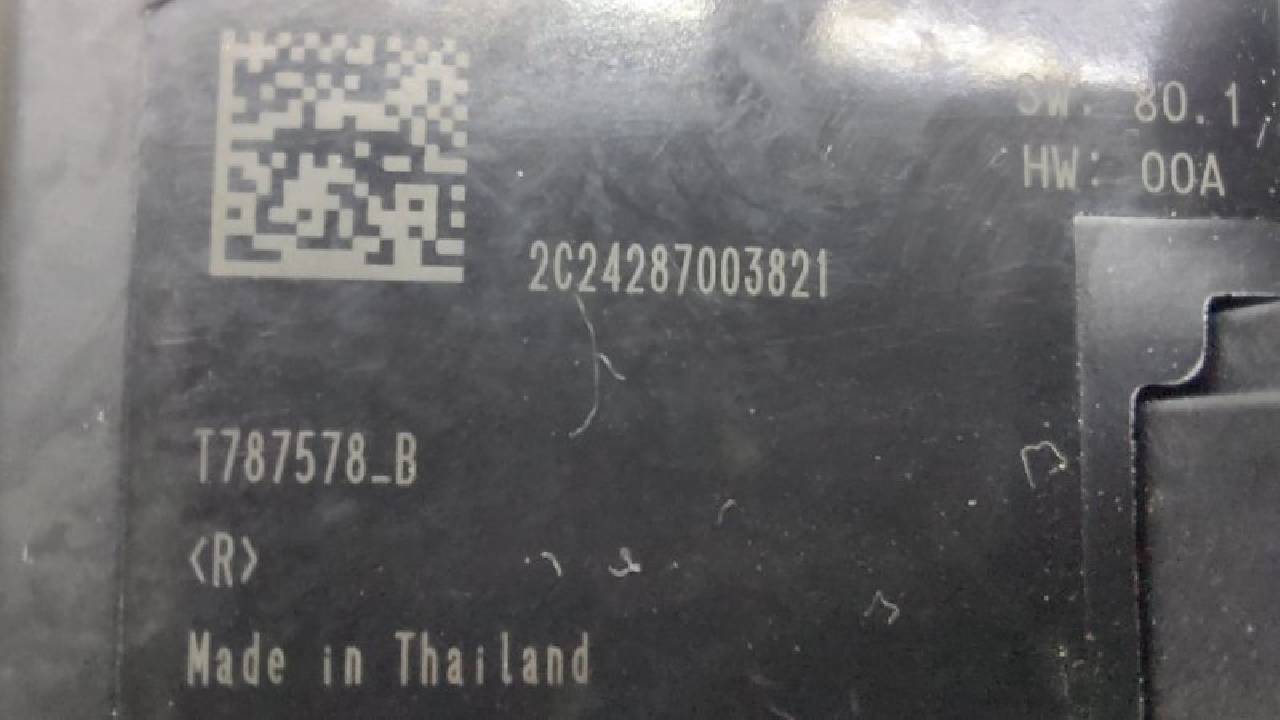 SW: 80.1
HW: 00A
2C24287003821
T787578_B
<R>
Made in Thailand